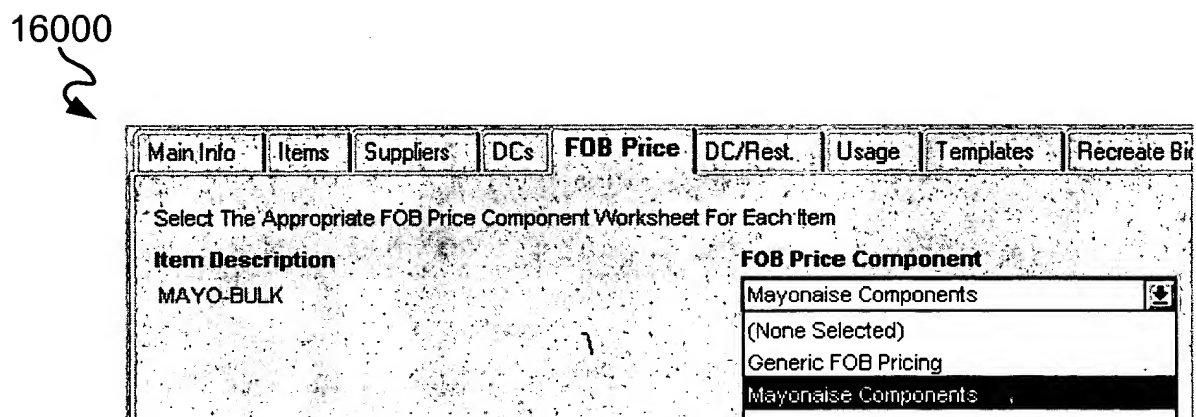 16000
Main Info Items Suppliers DCs FOB Price DC/Rest. Usage Templates Recreate Bid
Select The Appropriate FOB Price Component Worksheet For Each Item
Item Description FOB Price Component
MAYO-BULK Mayonaise Components
(None Selected)
Generic FOB Pricing
Mayonaise Components